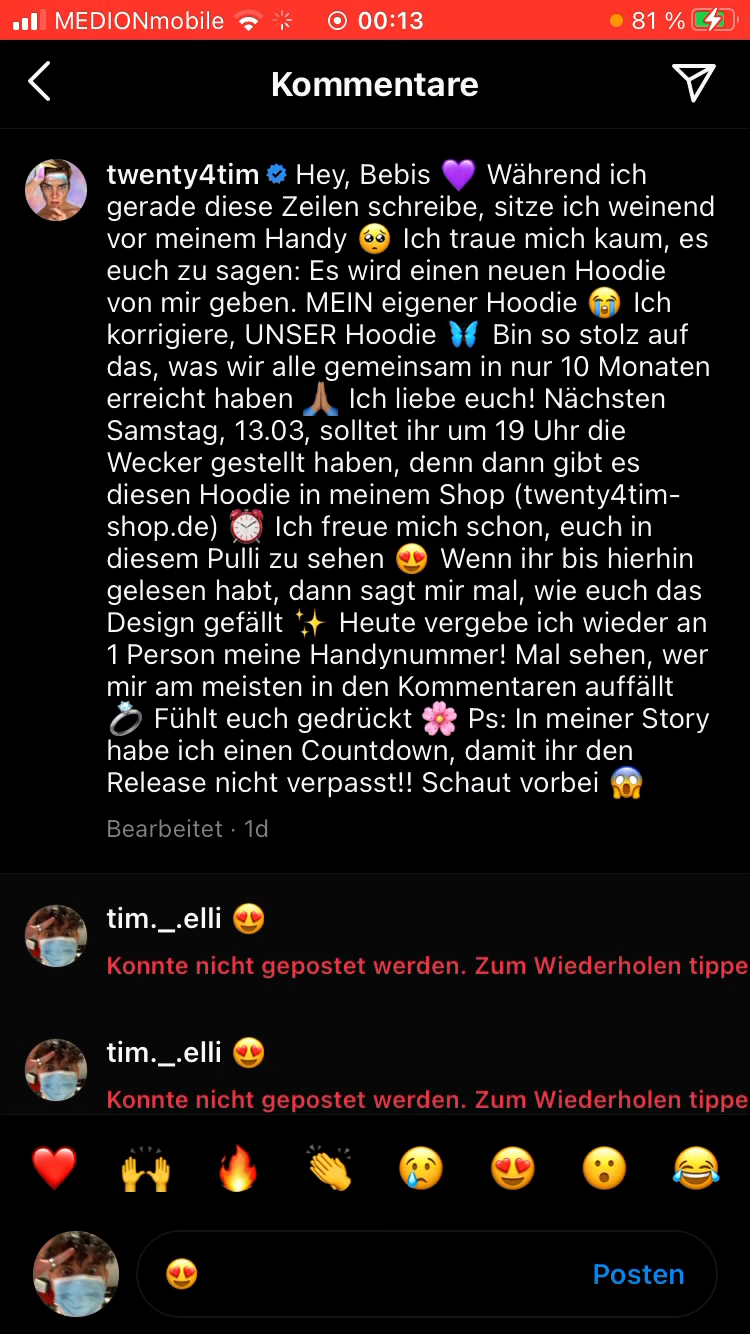 MEDIONmobile 00:13 81 %
Kommentare
twenty4tim Hey, Bebis 💜 Während ich
gerade diese Zeilen schreibe, sitze ich weinend
vor meinem Handy 🥺 Ich traue mich kaum, es
euch zu sagen: Es wird einen neuen Hoodie
von mir geben. MEIN eigener Hoodie 😭 Ich
korrigiere, UNSER Hoodie 🦋 Bin so stolz auf
das, was wir alle gemeinsam in nur 10 Monaten
erreicht haben 🙏🏾 Ich liebe euch! Nächsten
Samstag, 13.03, solltet ihr um 19 Uhr die
Wecker gestellt haben, denn dann gibt es
diesen Hoodie in meinem Shop (twenty4tim-
shop.de) ⏰ Ich freue mich schon, euch in
diesem Pulli zu sehen 😍 Wenn ihr bis hierhin
gelesen habt, dann sagt mir mal, wie euch das
Design gefällt ✨ Heute vergebe ich wieder an
1 Person meine Handynummer! Mal sehen, wer
mir am meisten in den Kommentaren auffällt
💍 Fühlt euch gedrückt 🌸 Ps: In meiner Story
habe ich einen Countdown, damit ihr den
Release nicht verpasst!! Schaut vorbei 😱
Bearbeitet · 1d
tim._.elli 😍
Konnte nicht gepostet werden. Zum Wiederholen tippe
tim._.elli 😍
Konnte nicht gepostet werden. Zum Wiederholen tippe
❤️ 🙌 🔥 👏 😢 😍 😮 😂
😍 Posten